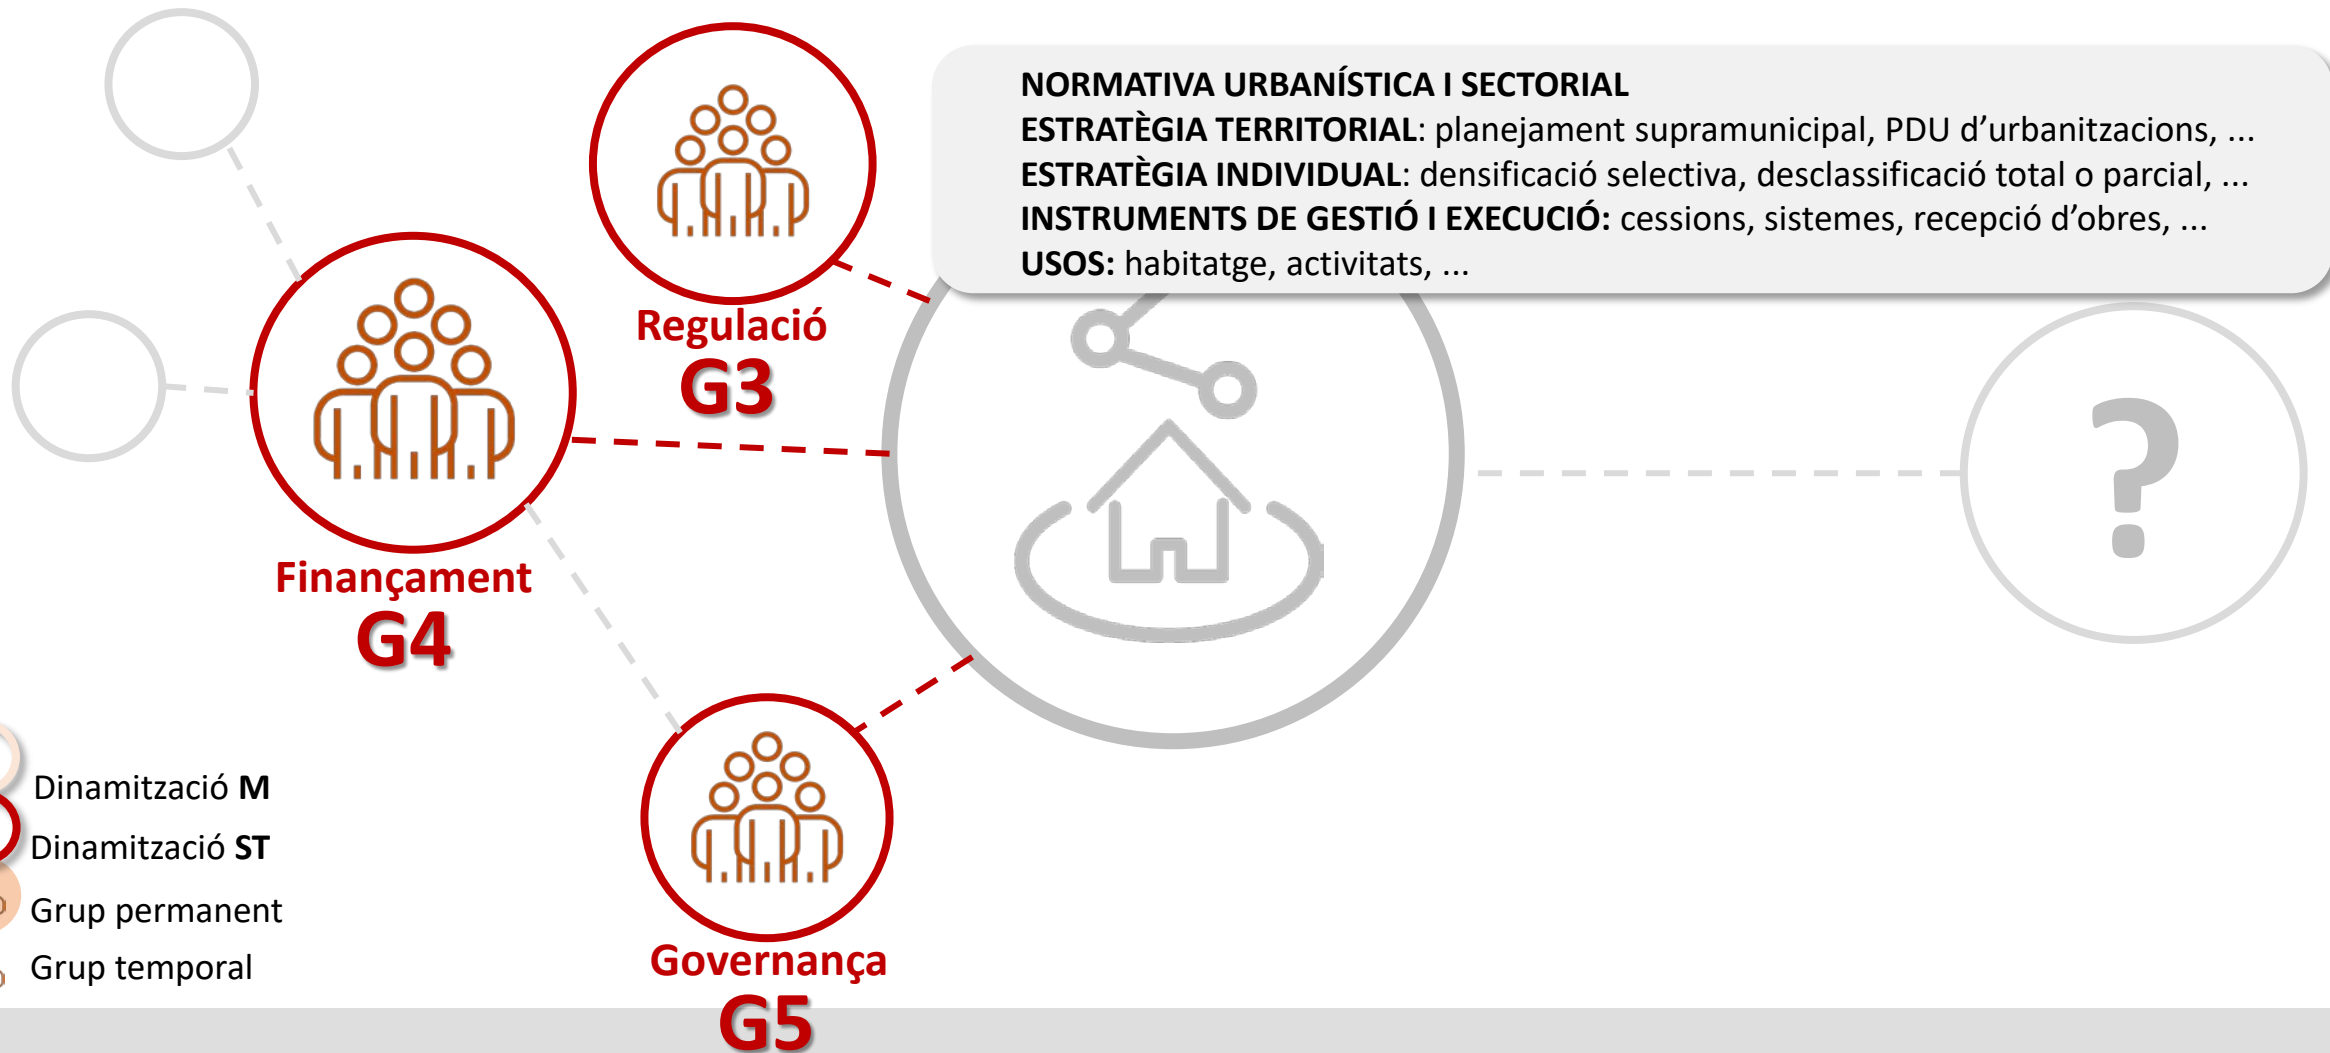 NORMATIVA URBANÍSTICA I SECTORIAL
ESTRATÈGIA TERRITORIAL: planejament supramunicipal, PDU d'urbanitzacions, ...
ESTRATÈGIA INDIVIDUAL: densificació selectiva, desclassificació total o parcial, ...
INSTRUMENTS DE GESTIÓ I EXECUCIÓ: cessions, sistemes, recepció d'obres, ...
USOS: habitatge, activitats, ...
Regulació
G3
?
Finançament
G4
Dinamització M
Dinamització ST
Grup permanent
Grup temporal
Governança
G5